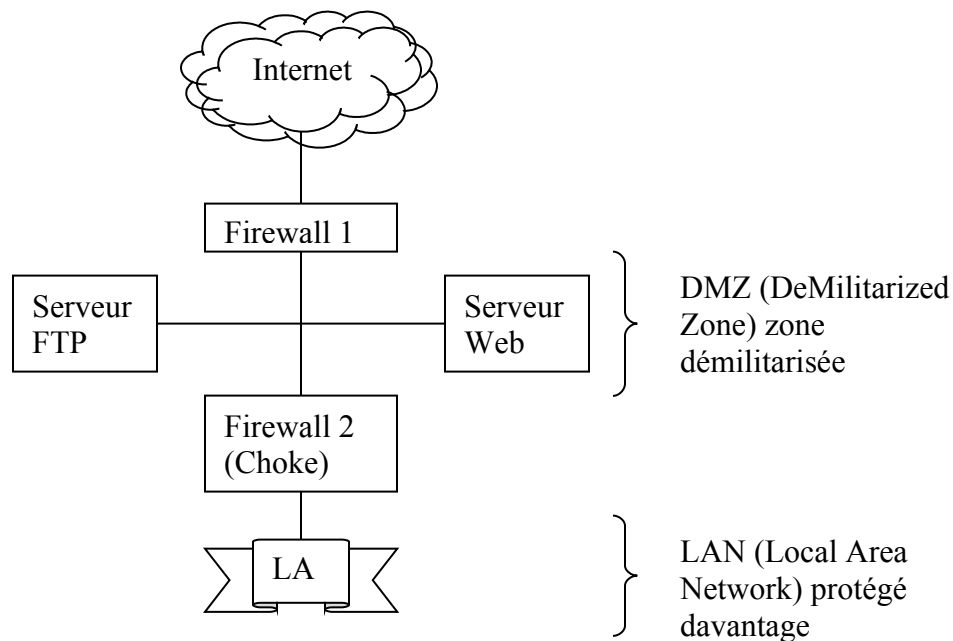 Internet
Firewall 1
Serveur
FTP
Serveur
Web
DMZ (DeMilitarized
Zone) zone
démilitarisée
Firewall 2
(Choke)
LA
LAN (Local Area
Network) protégé
davantage